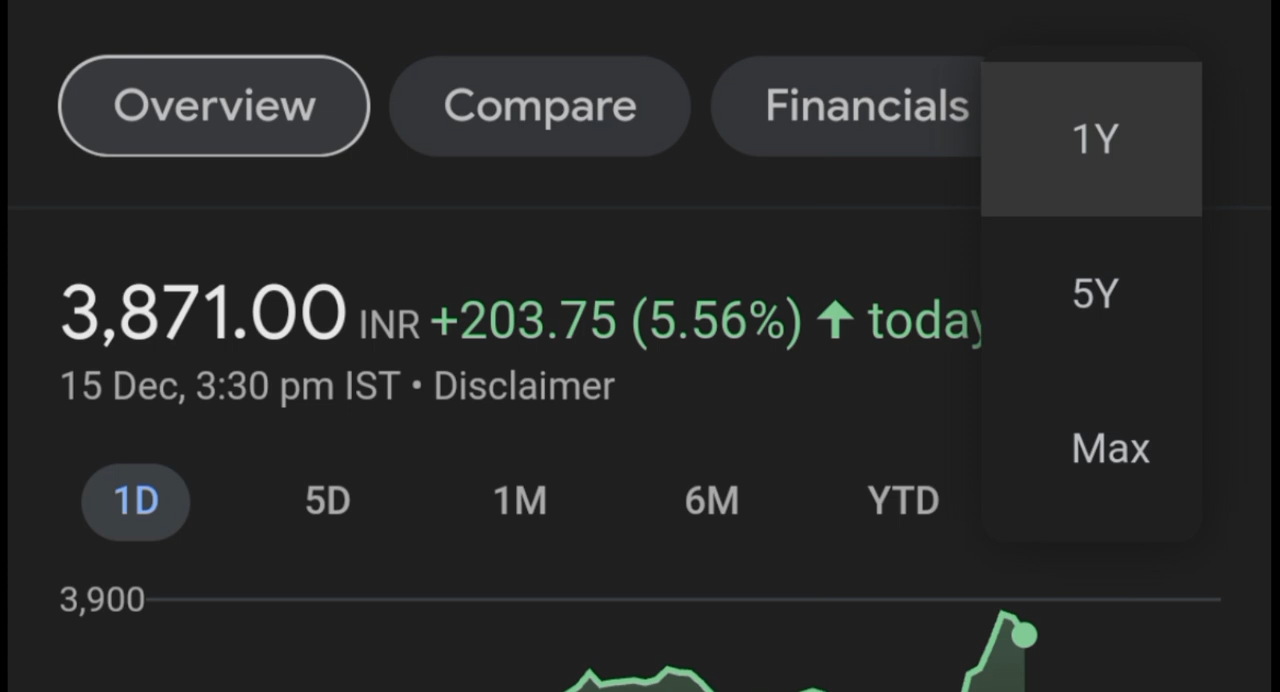 Overview Compare Financials
3,871.00 INR +203.75 (5.56%) ↑ today
15 Dec, 3:30 pm IST • Disclaimer
1D 5D 1M 6M YTD
1Y
5Y
Max
3,900